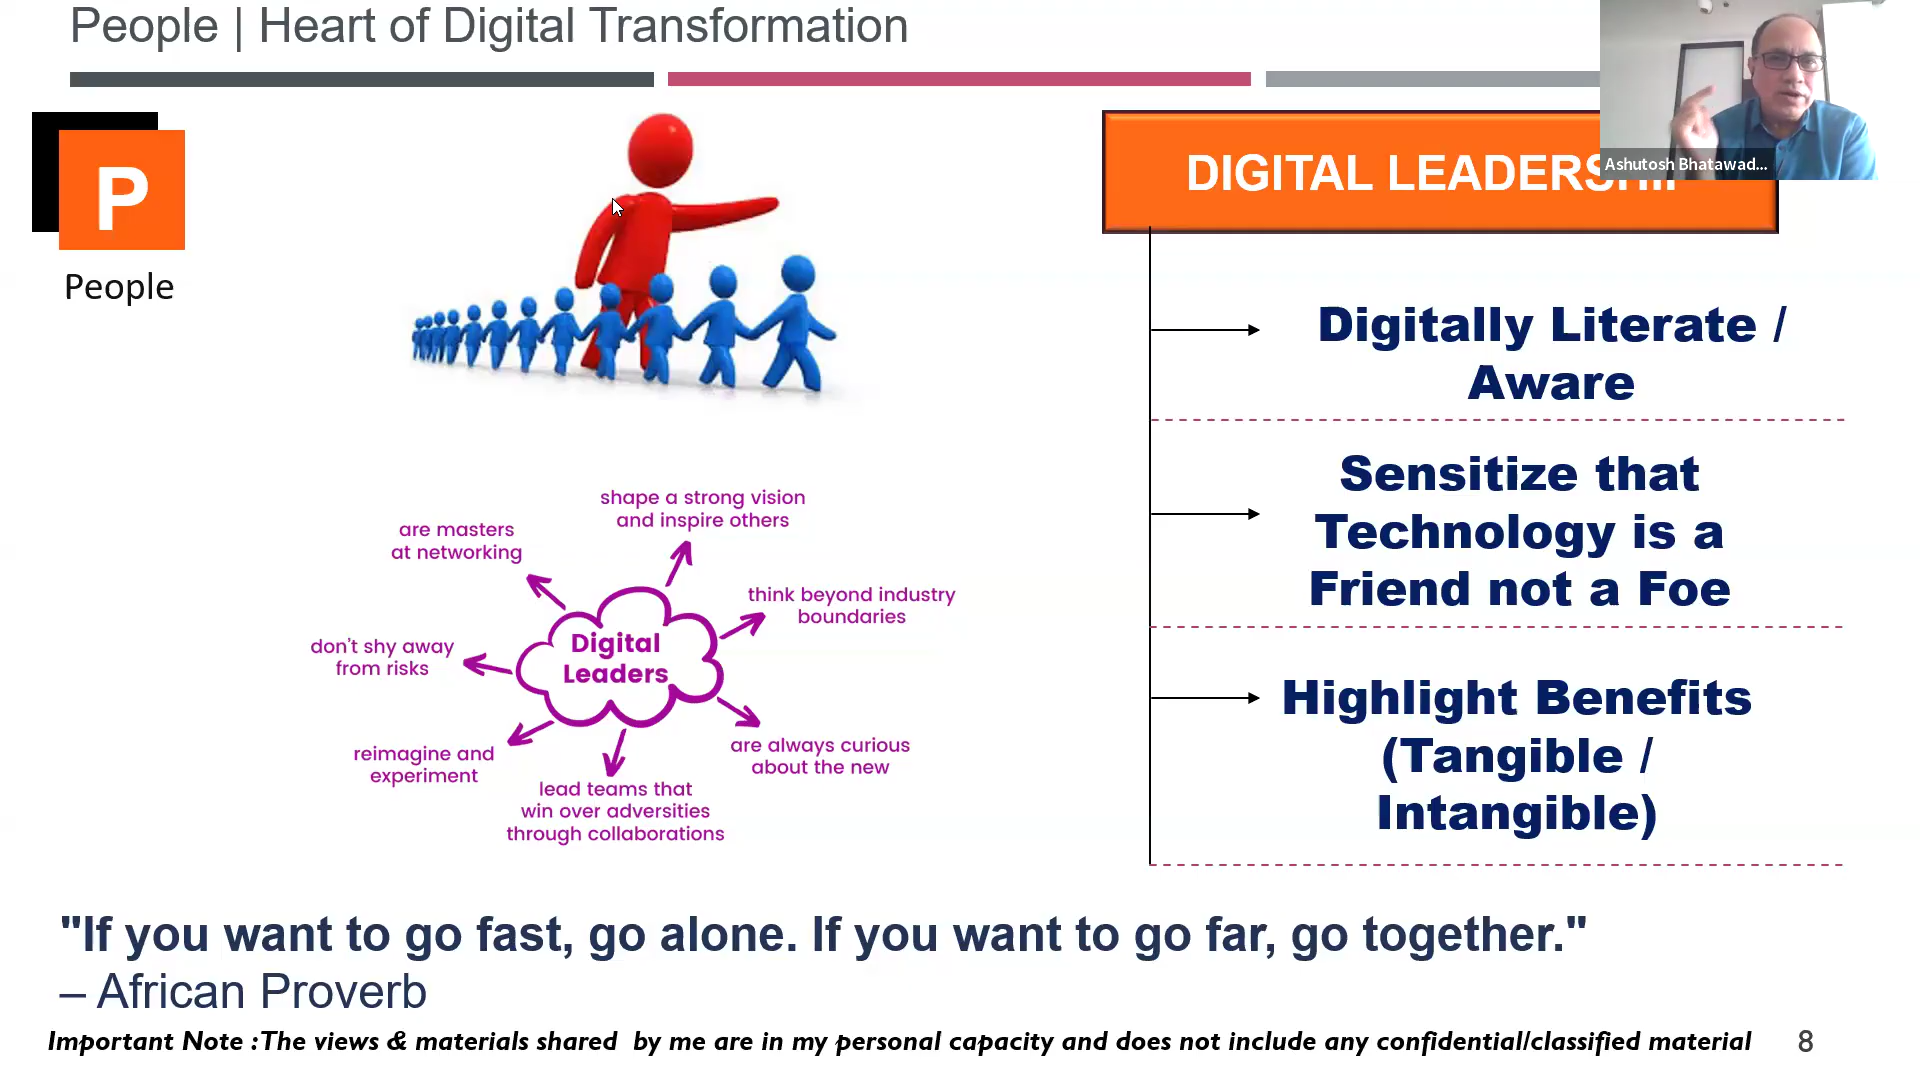 People | Heart of Digital Transformation
P
People
DIGITAL LEADERSHIP
Ashutosh Bhatawad...
Digitally Literate /
Aware
Sensitize that
Technology is a
Friend not a Foe
Highlight Benefits
(Tangible /
Intangible)
shape a strong vision
and inspire others
are masters
at networking
think beyond industry
boundaries
don't shy away
from risks
Digital
Leaders
reimagine and
experiment
are always curious
about the new
lead teams that
win over adversities
through collaborations
"If you want to go fast, go alone. If you want to go far, go together."
– African Proverb
Important Note : The views & materials shared by me are in my personal capacity and does not include any confidential/classified material
8